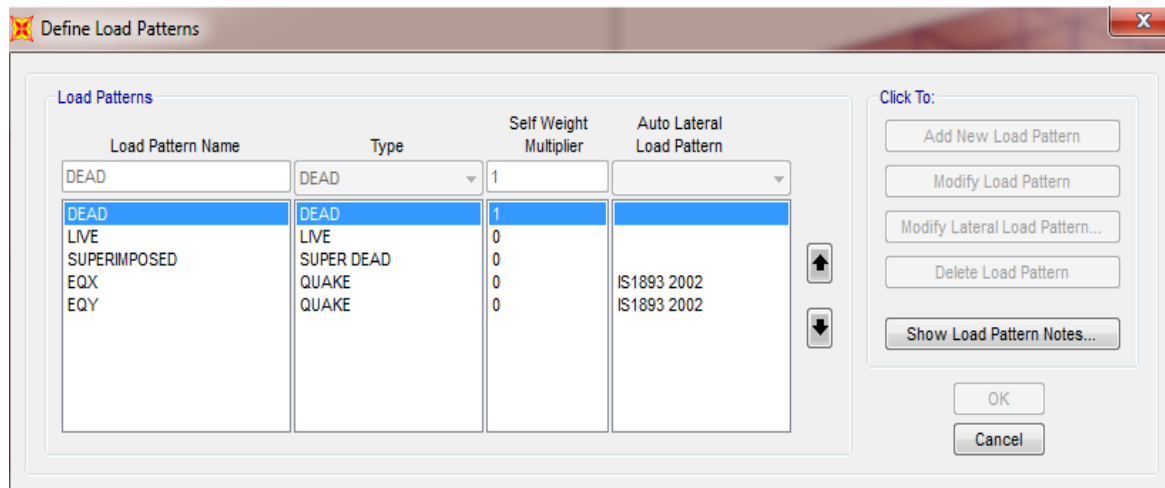 Define Load Patterns
X
Load Patterns
Click To:
Load Pattern Name Type Self Weight Multiplier Auto Lateral Load Pattern
DEAD DEAD 1
DEAD DEAD 1
LIVE LIVE 0
SUPERIMPOSED SUPER DEAD 0
EQX QUAKE 0 IS1893 2002
EQY QUAKE 0 IS1893 2002
Add New Load Pattern
Modify Load Pattern
Modify Lateral Load Pattern...
Delete Load Pattern
Show Load Pattern Notes...
OK
Cancel